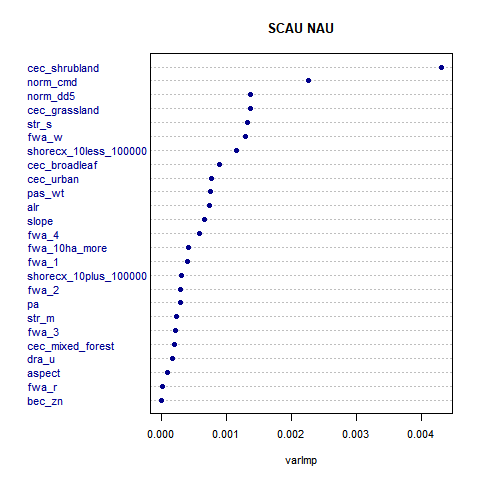 SCAU NAU
cec_shrubland
norm_cmd
norm_dd5
cec_grassland
str_s
fwa_w
shorecx_10less_100000
cec_broadleaf
cec_urban
pas_wt
alr
slope
fwa_4
fwa_10ha_more
fwa_1
shorecx_10plus_100000
fwa_2
pa
str_m
fwa_3
cec_mixed_forest
dra_u
aspect
fwa_r
bec_zn
0.000 0.001 0.002 0.003 0.004
varImp